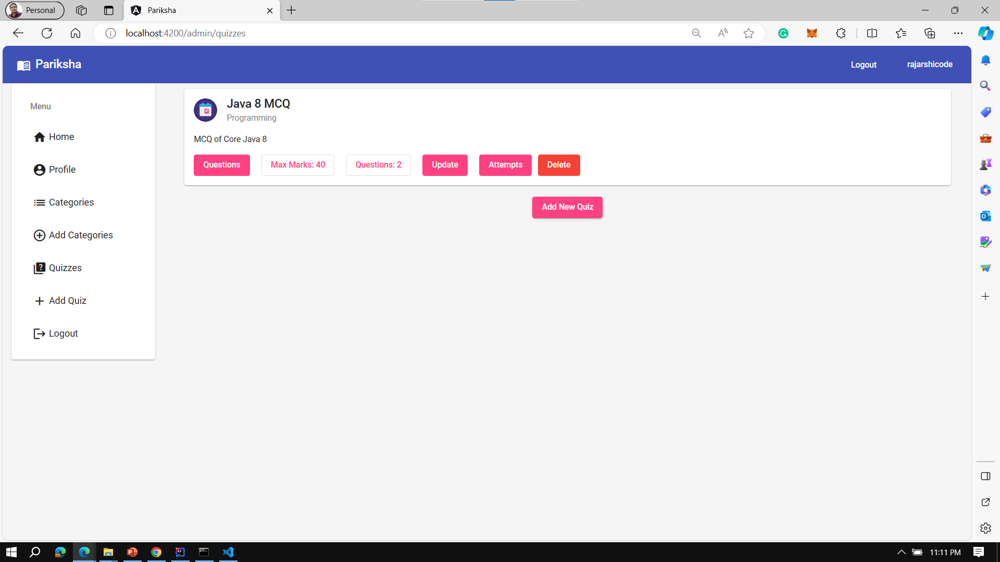 Personal
Pariksha
localhost:4200/admin/quizzes
Pariksha
Logout
rajarshicode
Menu
Home
Profile
Categories
Add Categories
Quizzes
Add Quiz
Logout
Java 8 MCQ
Programming
MCQ of Core Java 8
Questions Max Marks: 40 Questions: 2 Update Attempts Delete
Add New Quiz
11:11 PM